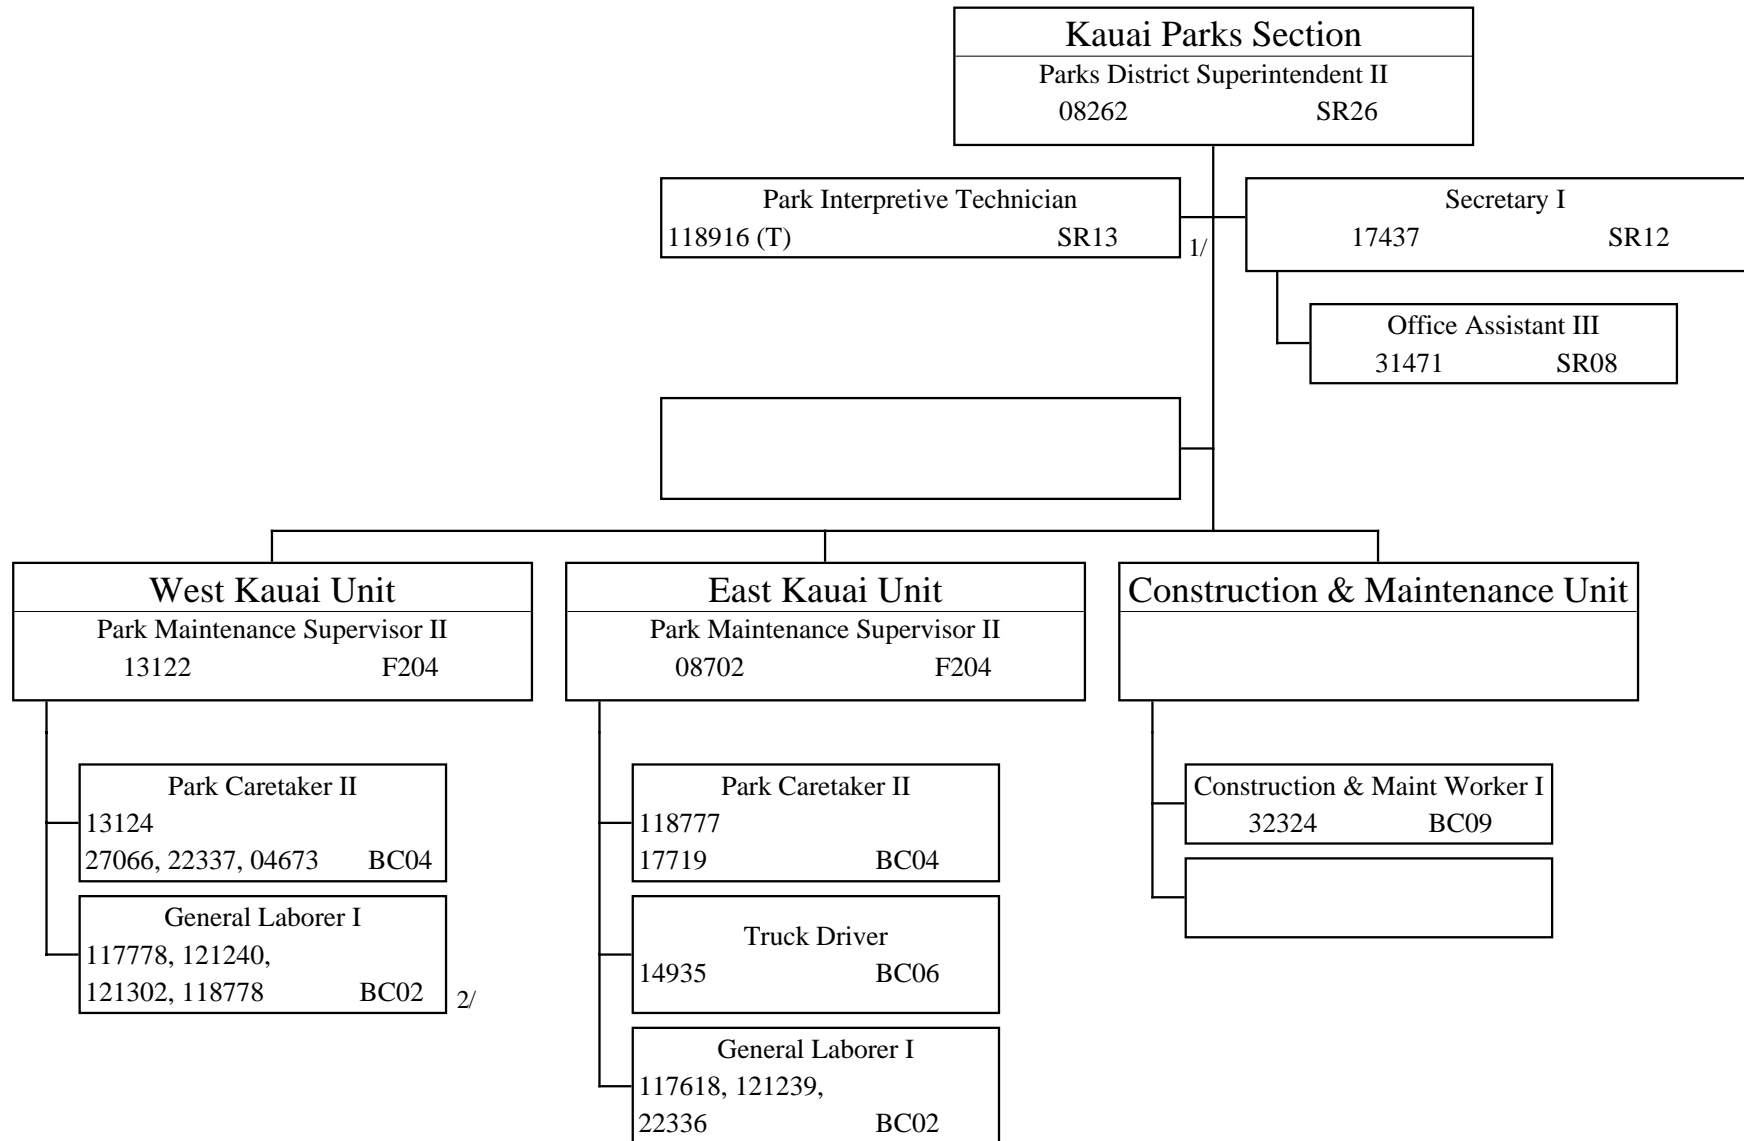 Kauai Parks Section
Parks District Superintendent II
08262 SR26
Park Interpretive Technician
118916 (T) SR13
1/
Secretary I
17437 SR12
Office Assistant III
31471 SR08
West Kauai Unit
Park Maintenance Supervisor II
13122 F204
Park Caretaker II
13124
27066, 22337, 04673 BC04
General Laborer I
117778, 121240,
121302, 118778 BC02
2/
East Kauai Unit
Park Maintenance Supervisor II
08702 F204
Park Caretaker II
118777
17719 BC04
Truck Driver
14935 BC06
General Laborer I
117618, 121239,
22336 BC02
Construction & Maintenance Unit
Construction & Maint Worker I
32324 BC09